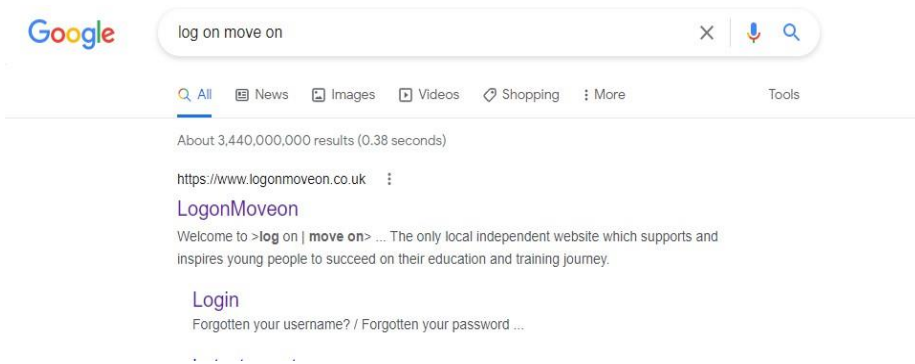 Google log on move on
All News Images Videos Shopping More Tools
About 3,440,000,000 results (0.38 seconds)
https://www.logonmoveon.co.uk
LogonMoveon
Welcome to >log on | move on> ... The only local independent website which supports and
inspires young people to succeed on their education and training journey.
Login
Forgotten your username? / Forgotten your password ...